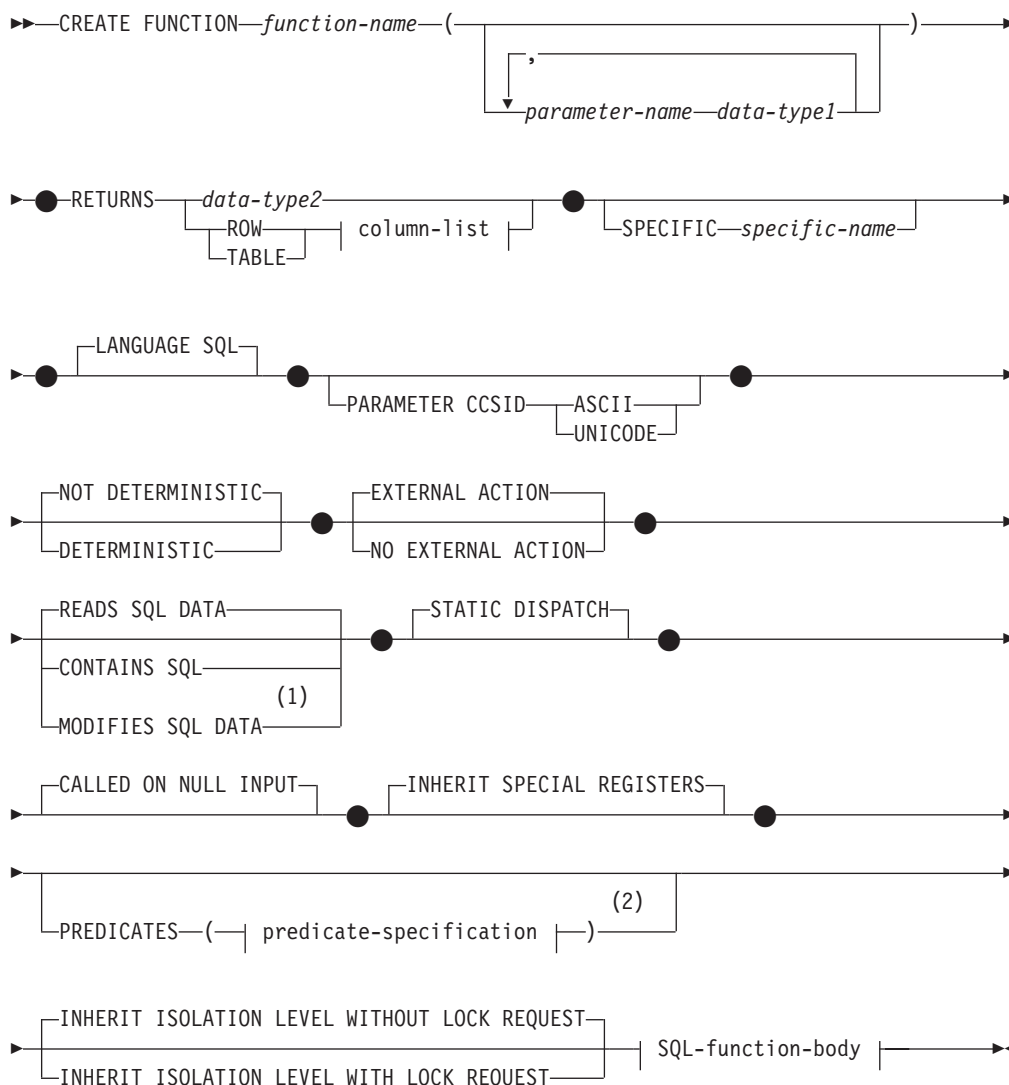 CREATE FUNCTION function-name ( )
,
parameter-name data-type1
RETURNS data-type2
ROW column-list SPECIFIC specific-name
TABLE
LANGUAGE SQL
PARAMETER CCSID ASCII
UNICODE
NOT DETERMINISTIC EXTERNAL ACTION
DETERMINISTIC NO EXTERNAL ACTION
READS SQL DATA STATIC DISPATCH
CONTAINS SQL
(1)
MODIFIES SQL DATA
CALLED ON NULL INPUT INHERIT SPECIAL REGISTERS
(2)
PREDICATES ( predicate-specification )
INHERIT ISOLATION LEVEL WITHOUT LOCK REQUEST
SQL-function-body
INHERIT ISOLATION LEVEL WITH LOCK REQUEST